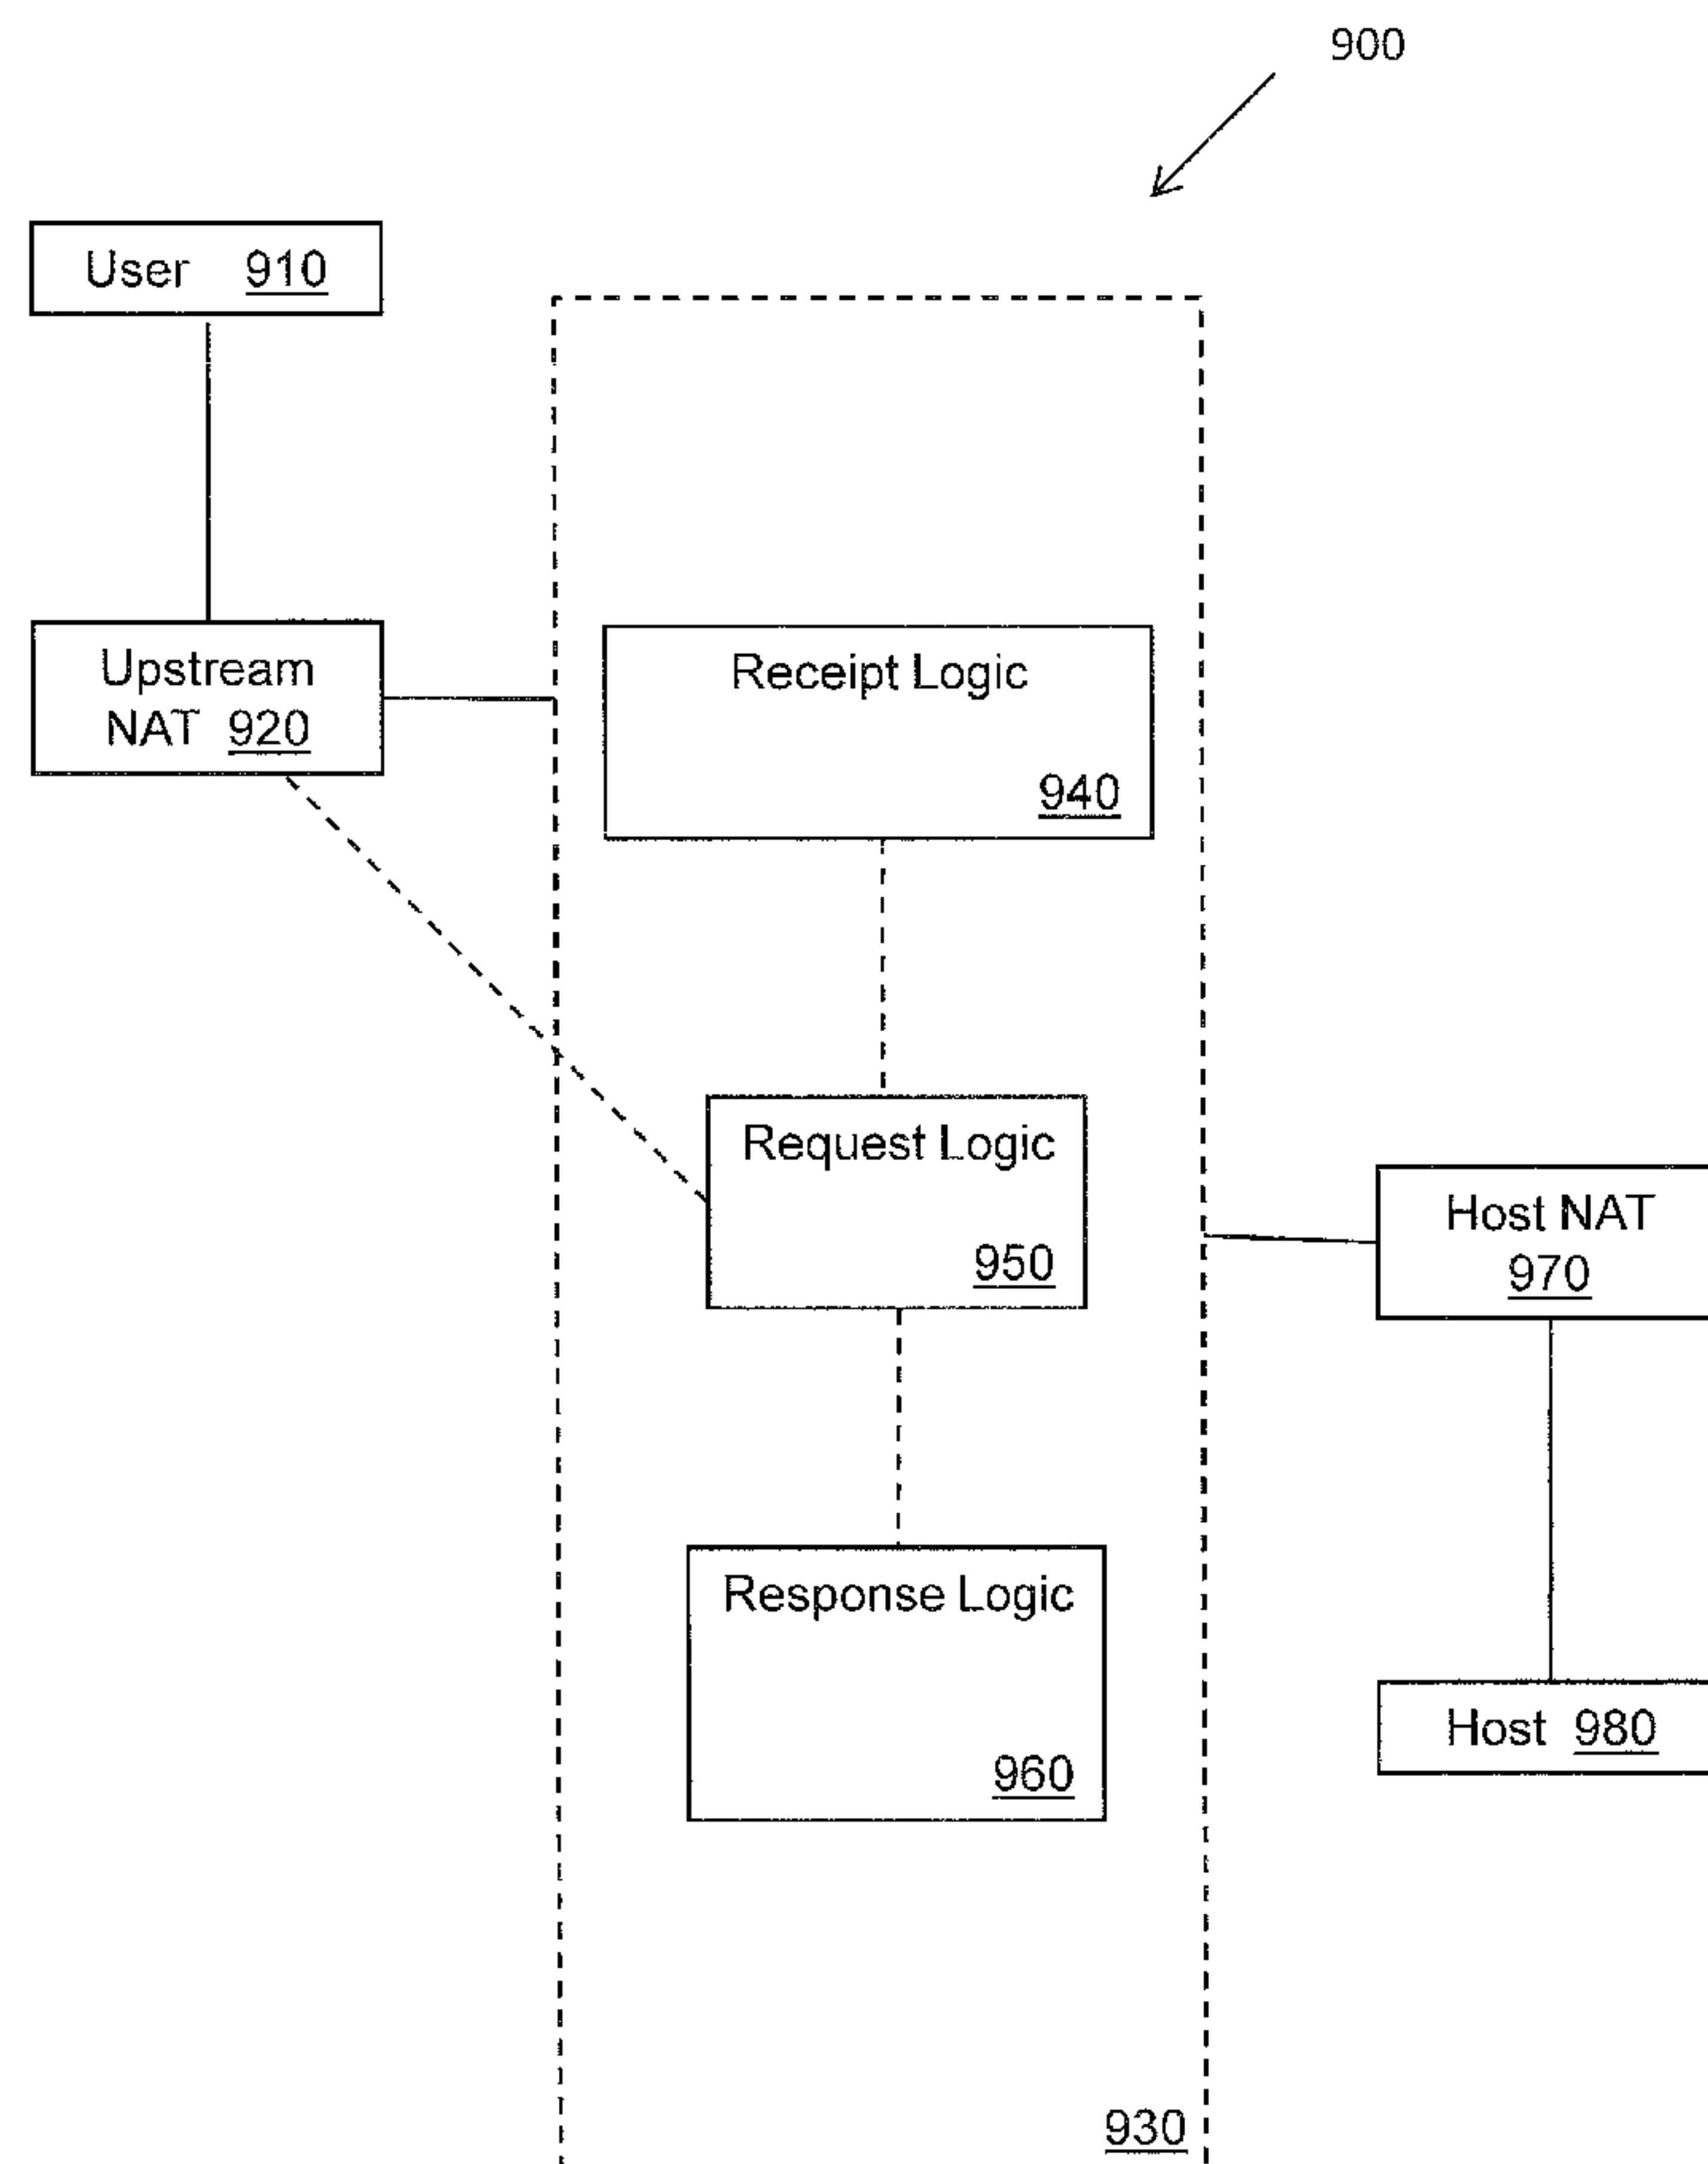 900
User 910
Upstream
NAT 920
Receipt Logic
940
Request Logic
950
Host NAT
970
Response Logic
960
Host 980
930